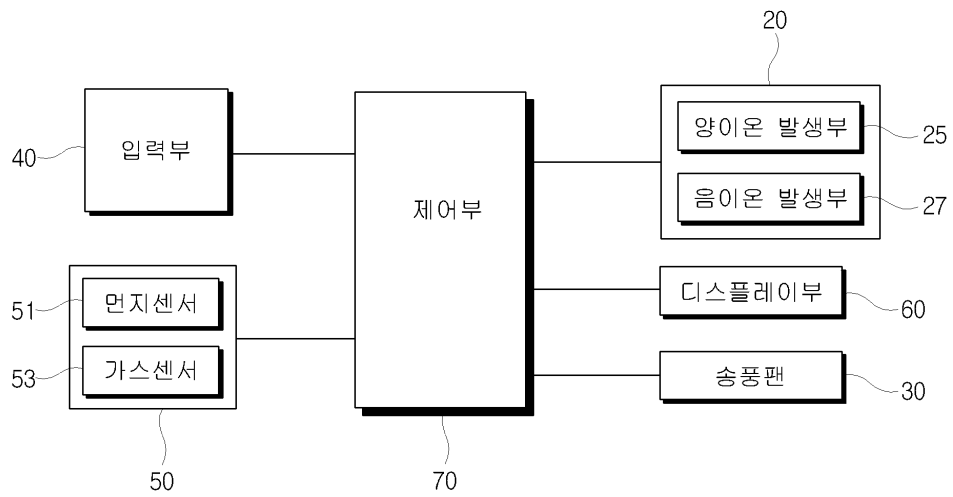 20
입력부
40
양이온 발생부
25
음이온 발생부
27
제어부
먼지센서
51
가스센서
53
50
디스플레이부
60
송풍팬
30
70